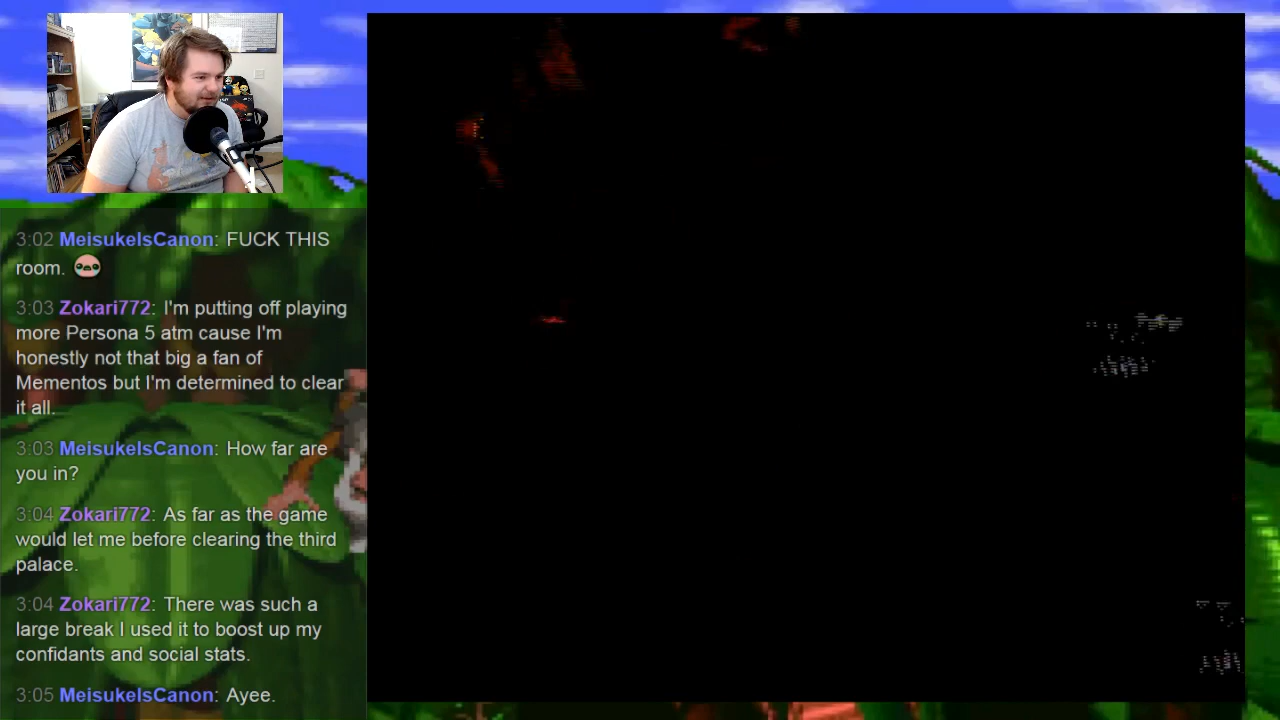 3:02 MeisukeIsCanon: FUCK THIS
room.
3:03 Zokari772: I'm putting off playing
more Persona 5 atm cause I'm
honestly not that big a fan of
Mementos but I'm determined to clear
it all.
3:03 MeisukeIsCanon: How far are
you in?
3:04 Zokari772: As far as the game
would let me before clearing the third
palace.
3:04 Zokari772: There was such a
large break I used it to boost up my
confidants and social stats.
3:05 MeisukeIsCanon: Ayee.